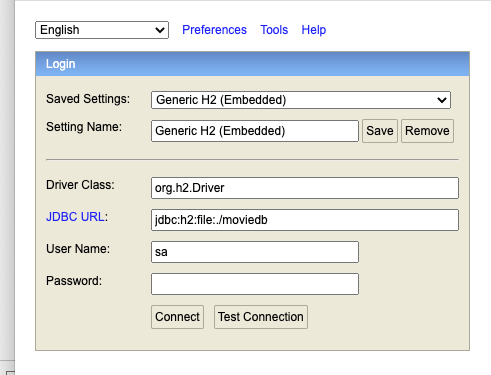 English Preferences Tools Help
Login
Saved Settings: Generic H2 (Embedded)
Setting Name: Generic H2 (Embedded) Save Remove
Driver Class: org.h2.Driver
JDBC URL: jdbc:h2:file:./moviedb
User Name: sa
Password:
Connect Test Connection